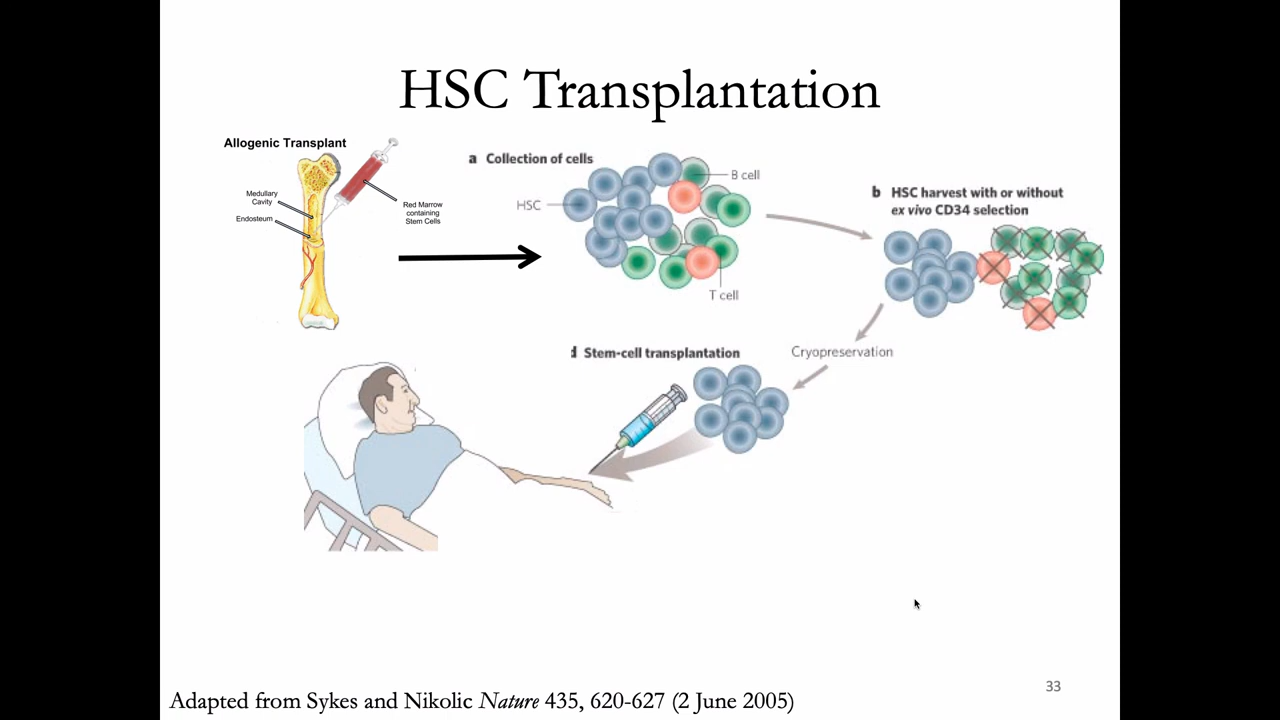 HSC Transplantation
Allogenic Transplant
Medullary
Cavity
Endosteum
Red Marrow
containing
Stem Cells
a Collection of cells
B cell
HSC
T cell
b HSC harvest with or without
ex vivo CD34 selection
Cryopreservation
d Stem-cell transplantation
33
Adapted from Sykes and Nikolic Nature 435, 620-627 (2 June 2005)